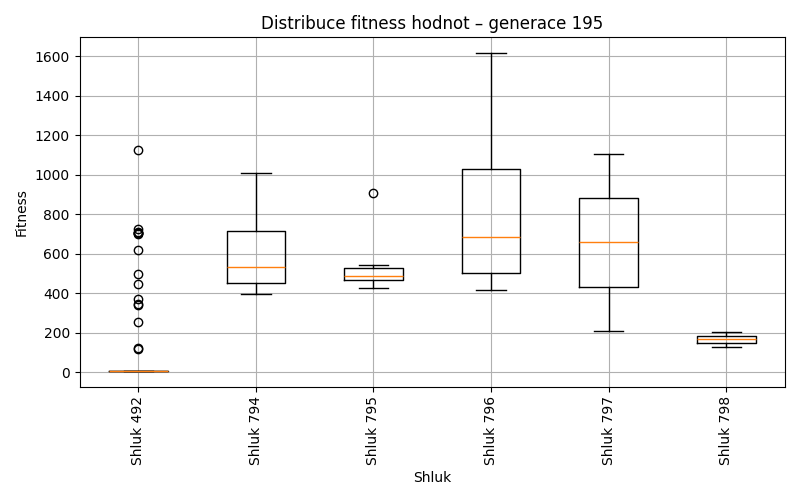 Distribuce fitness hodnot – generace 195
Fitness
1600
1400
1200
1000
800
600
400
200
0
Shluk 492
Shluk 794
Shluk 795
Shluk 796
Shluk 797
Shluk 798
Shluk